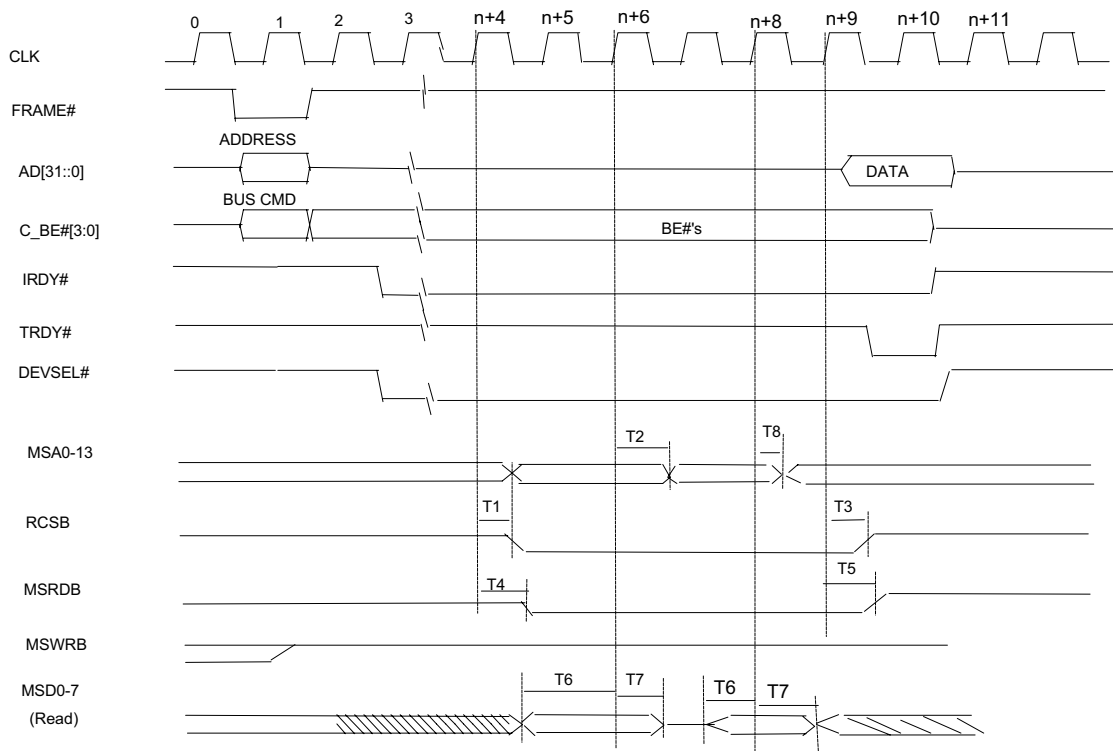 0 1 2 3 n+4 n+5 n+6 n+8 n+9 n+10 n+11
CLK
FRAME#
ADDRESS
AD[31::0]
DATA
BUS CMD
C_BE#[3:0]
BE#'s
IRDY#
TRDY#
DEVSEL#
T2 T8
MSA0-13
T1 T3
RCSB
T4 T5
MSRDB
MSWRB
T6 T7 T6 T7
MSD0-7
(Read)